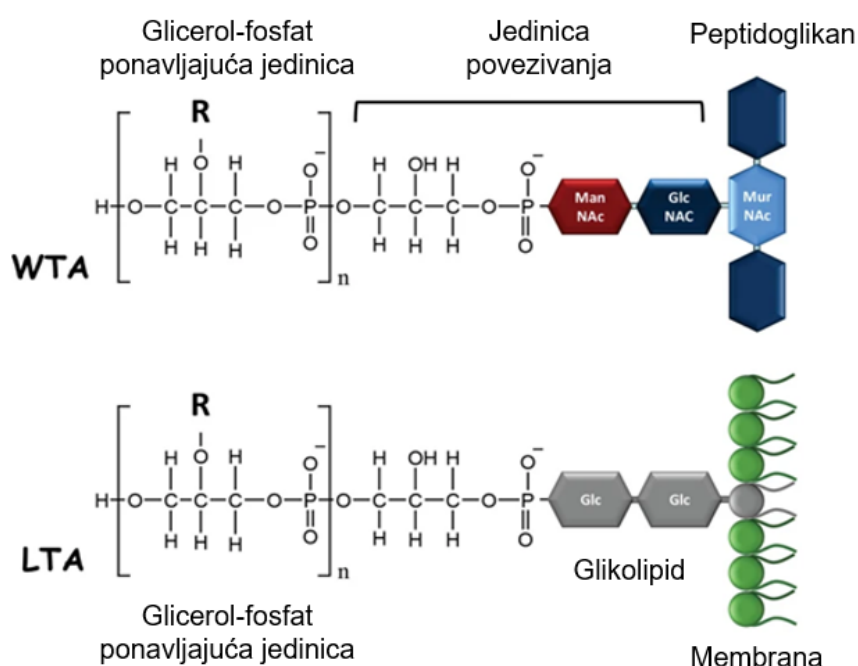 Glicerol-fosfat
ponavljajuća jedinica
Jedinica
povezivanja
Peptidoglikan
R
H O H O⁻ H OH H O⁻
H–O–C–C–C–O–P–O–C–C–C–O–P
Man
NAc
Glc
NAC
Mur
NAc
H H H O H H H O
n
WTA
R
H O H O⁻ H OH H O⁻
H–O–C–C–C–O–P–O–C–C–C–O–P
Glc
Glc
H H H O H H H O
n
LTA
Glikolipid
Glicerol-fosfat
ponavljajuća jedinica
Membrana